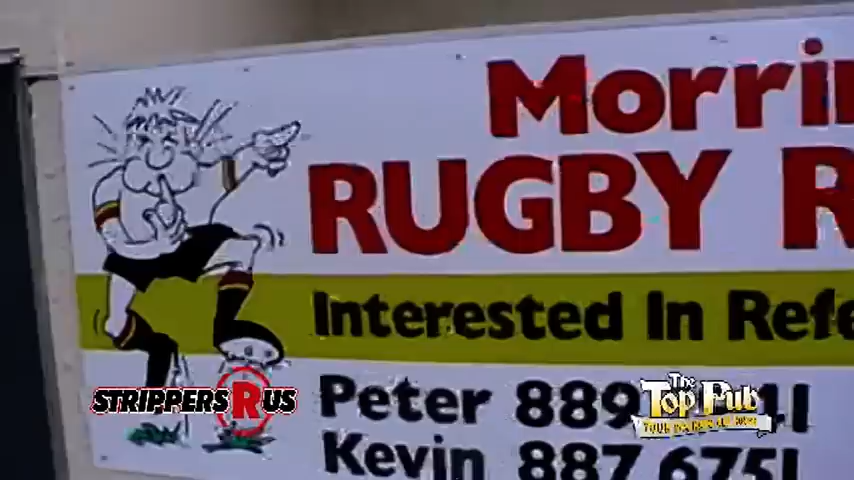 Morri
RUGBY R
Interested In Refe
Peter 889
Kevin 887 6751
STRIPPERS R US
The
Top Pub